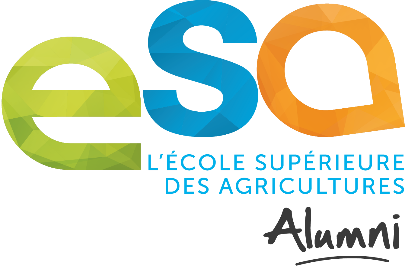 esa
L'ÉCOLE SUPÉRIEURE
DES AGRICULTURES
Alumni